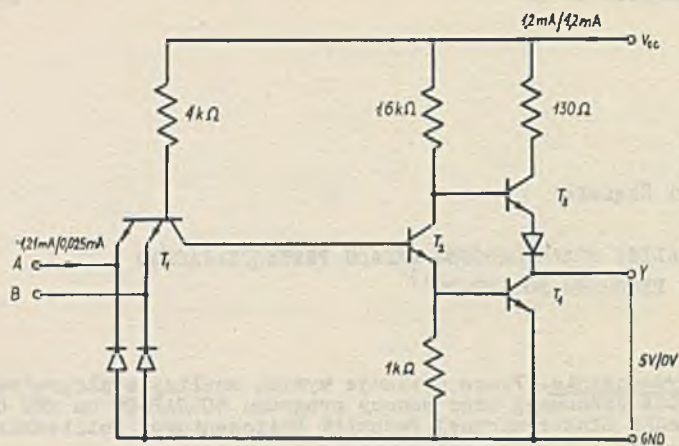 1,2mA/1,2mA
Vcc
4kΩ
1,6kΩ
130Ω
T3
-1,21mA/0,025mA
A
T1
T2
B
Y
T4
1kΩ
5V/0V
GND